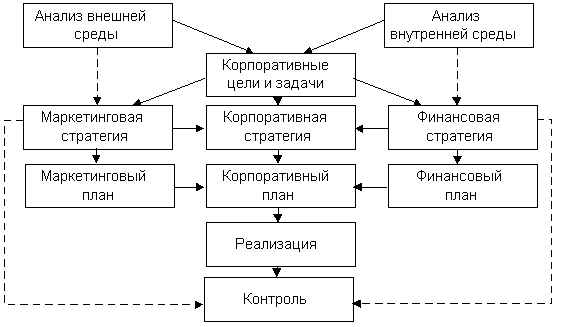 Анализ внешней
среды
Анализ
внутренней среды
Корпоративные
цели и задачи
Маркетинговая
стратегия
Корпоративная
стратегия
Финансовая
стратегия
Маркетинговый
план
Корпоративный
план
Финансовый
план
Реализация
Контроль